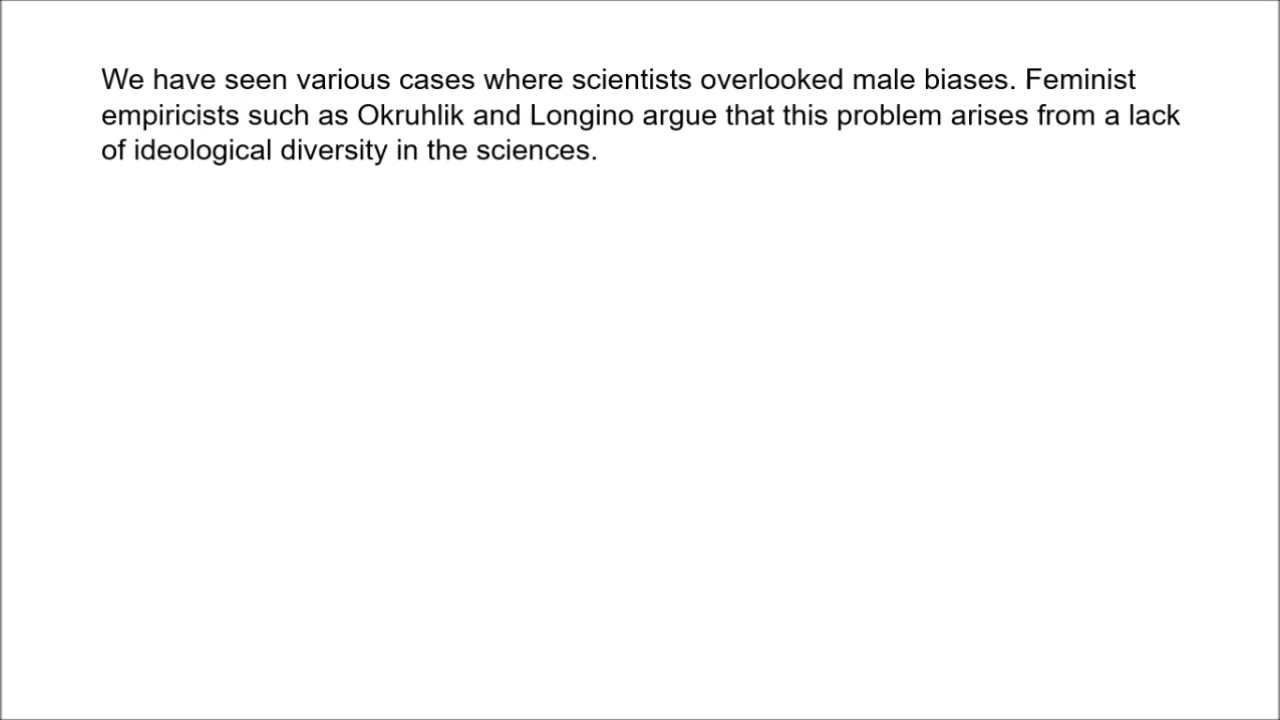 We have seen various cases where scientists overlooked male biases. Feminist
empiricists such as Okruhlik and Longino argue that this problem arises from a lack
of ideological diversity in the sciences.